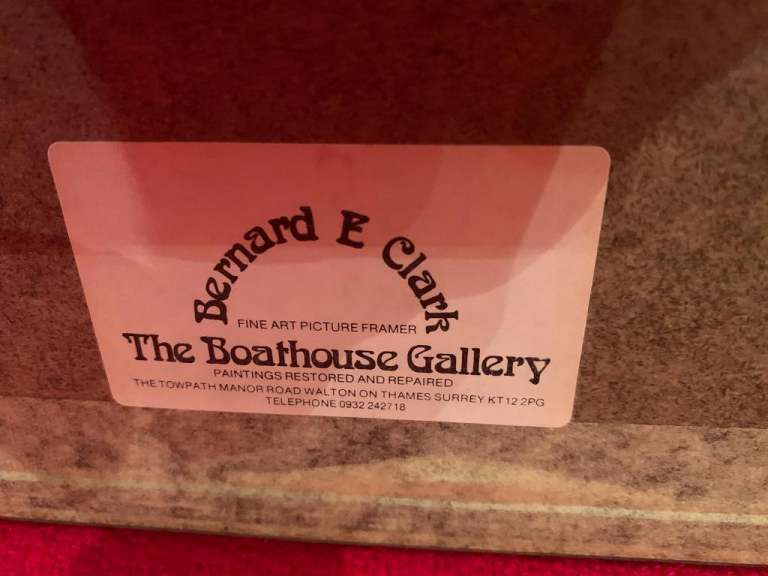 Bernard E Clark
FINE ART PICTURE FRAMER
The Boathouse Gallery
PAINTINGS RESTORED AND REPAIRED
THE TOWPATH MANOR ROAD WALTON ON THAMES SURREY KT12 2PG
TELEPHONE 0932 242718